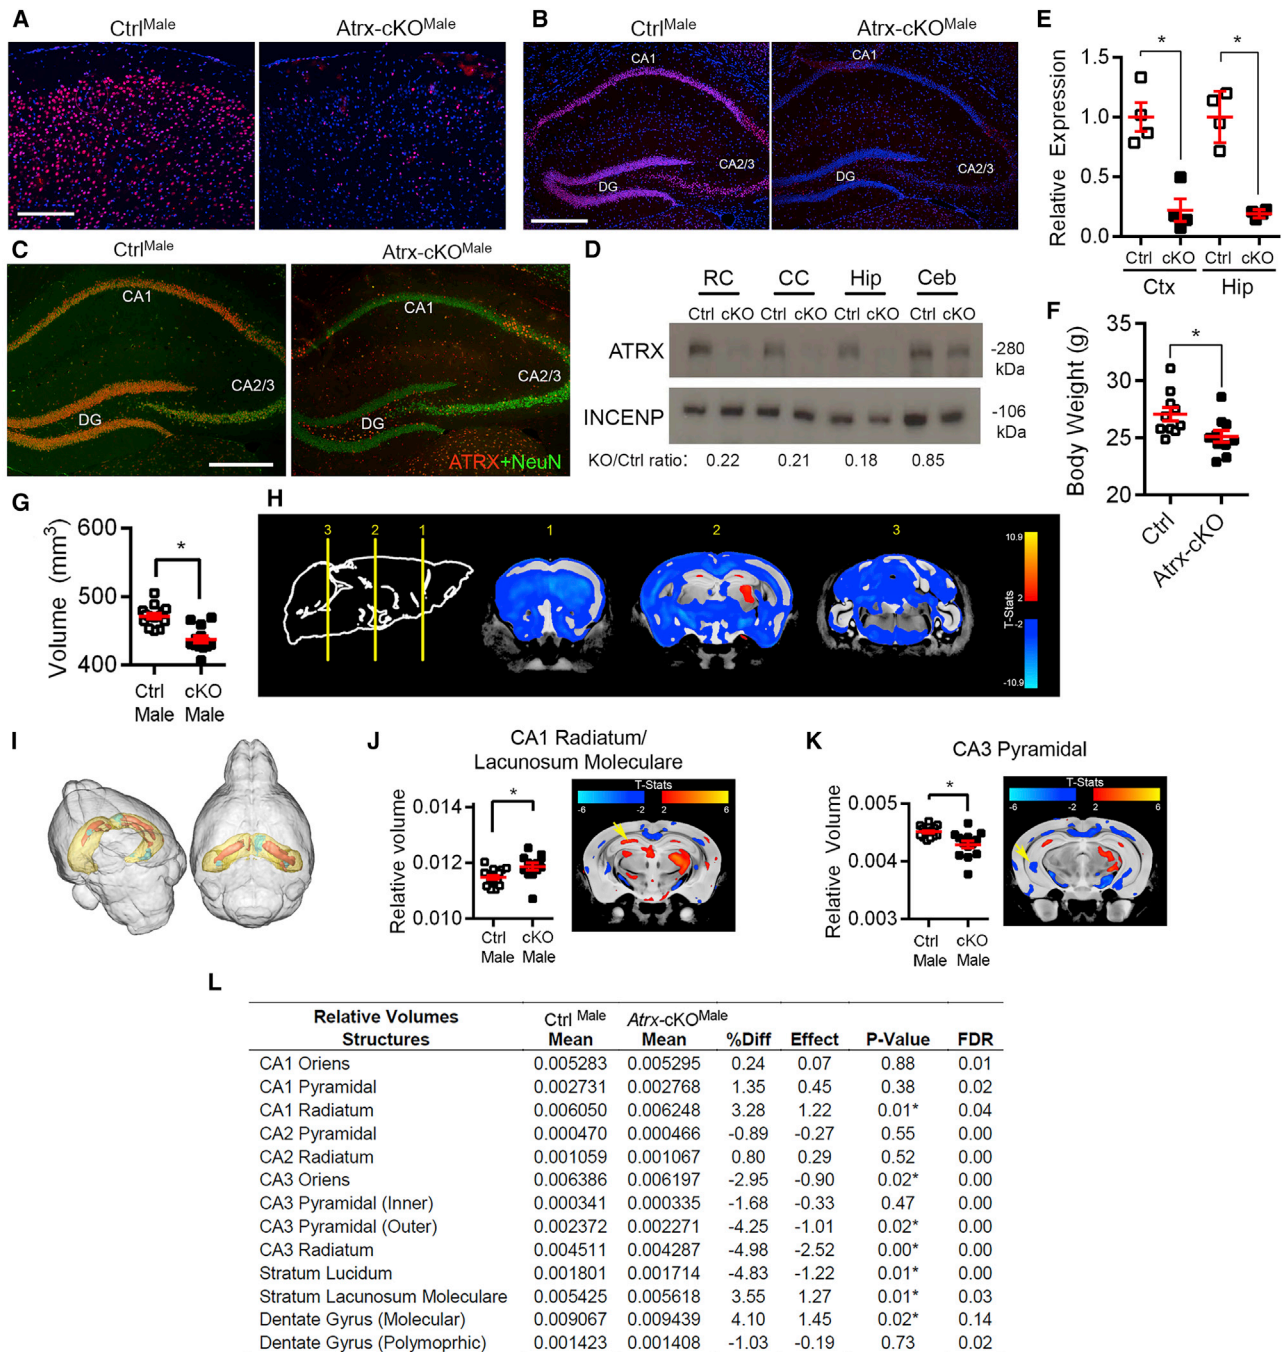 A
Ctrl Male
Atrx-cKO Male
B
Ctrl Male
Atrx-cKO Male
CA1
CA2/3
DG
CA1
CA2/3
DG
C
Ctrl Male
Atrx-cKO Male
CA1
CA2/3
DG
CA1
CA2/3
DG
ATRX+NeuN
D
RC CC Hip Ceb
Ctrl cKO Ctrl cKO Ctrl cKO Ctrl cKO
ATRX
-280
kDa
INCENP
-106
kDa
KO/Ctrl ratio: 0.22 0.21 0.18 0.85
E
Relative Expression
1.5
1.0
0.5
0.0
* *
Ctrl cKO Ctrl cKO
Ctx Hip
F
Body Weight (g)
35
30
25
20
*
Ctrl
Atrx-cKO
G
Volume (mm3)
600
500
400
*
Ctrl cKO
Male Male
H
3 2 1
1 2 3
10.9
2
T-Stats
-2
-10.9
I
J
CA1 Radiatum/
Lacunosum Moleculare
Relative volume
0.014
0.012
0.010
*
Ctrl cKO
Male Male
T-Stats
-6 -2 2 6
K
CA3 Pyramidal
Relative Volume
0.005
0.004
0.003
*
Ctrl cKO
Male Male
T-Stats
-6 -2 2 6
L
Relative Volumes Ctrl Male Atrx-cKO Male
Structures Mean Mean %Diff Effect P-Value FDR
CA1 Oriens 0.005283 0.005295 0.24 0.07 0.88 0.01
CA1 Pyramidal 0.002731 0.002768 1.35 0.45 0.38 0.02
CA1 Radiatum 0.006050 0.006248 3.28 1.22 0.01* 0.04
CA2 Pyramidal 0.000470 0.000466 -0.89 -0.27 0.55 0.00
CA2 Radiatum 0.001059 0.001067 0.80 0.29 0.52 0.00
CA3 Oriens 0.006386 0.006197 -2.95 -0.90 0.02* 0.00
CA3 Pyramidal (Inner) 0.000341 0.000335 -1.68 -0.33 0.47 0.00
CA3 Pyramidal (Outer) 0.002372 0.002271 -4.25 -1.01 0.02* 0.00
CA3 Radiatum 0.004511 0.004287 -4.98 -2.52 0.00* 0.00
Stratum Lucidum 0.001801 0.001714 -4.83 -1.22 0.01* 0.00
Stratum Lacunosum Moleculare 0.005425 0.005618 3.55 1.27 0.01* 0.03
Dentate Gyrus (Molecular) 0.009067 0.009439 4.10 1.45 0.02* 0.14
Dentate Gyrus (Polymoprhic) 0.001423 0.001408 -1.03 -0.19 0.73 0.02